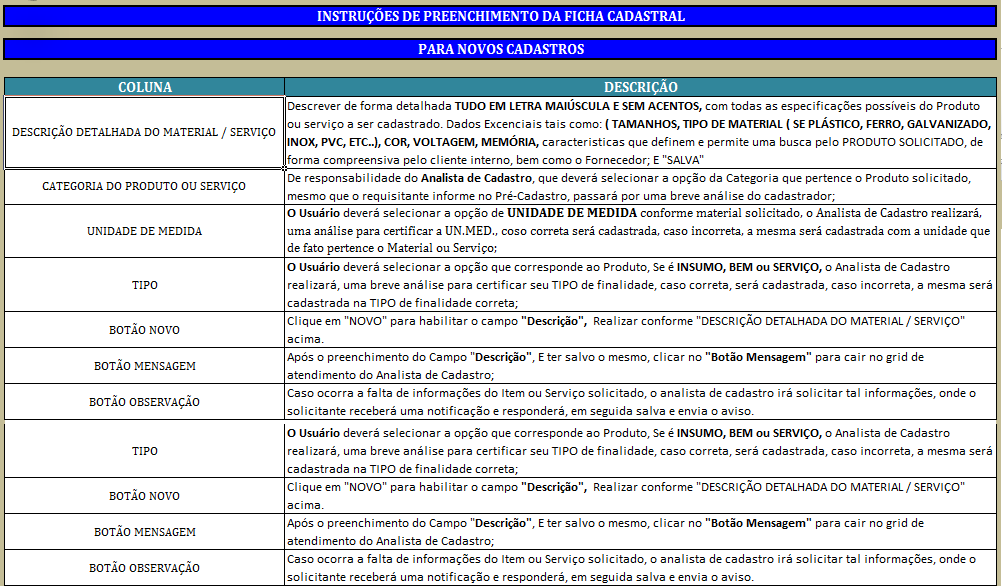 INSTRUÇÕES DE PREENCHIMENTO DA FICHA CADASTRAL
PARA NOVOS CADASTROS
COLUNA
DESCRIÇÃO
DESCRIÇÃO DETALHADA DO MATERIAL / SERVIÇO
Descrever de forma detalhada TUDO EM LETRA MAIÚSCULA E SEM ACENTOS, com todas as especificações possíveis do Produto
ou serviço a ser cadastrado. Dados Excenciais tais como: ( TAMANHOS, TIPO DE MATERIAL ( SE PLÁSTICO, FERRO, GALVANIZADO,
INOX, PVC, ETC..), COR, VOLTAGEM, MEMÓRIA, caracteristicas que definem e permite uma busca pelo PRODUTO SOLICITADO, de
forma compreensiva pelo cliente interno, bem como o Fornecedor; E "SALVA"
CATEGORIA DO PRODUTO OU SERVIÇO
De responsabilidade do Analista de Cadastro, que deverá selecionar a opção da Categoria que pertence o Produto solicitado,
mesmo que o requisitante informe no Pré-Cadastro, passará por uma breve análise do cadastrador;
UNIDADE DE MEDIDA
O Usuário deverá selecionar a opção de UNIDADE DE MEDIDA conforme material solicitado, o Analista de Cadastro realizará,
uma análise para certificar a UN.MED., coso correta será cadastrada, caso incorreta, a mesma será cadastrada com a unidade que
de fato pertence o Material ou Serviço;
TIPO
O Usuário deverá selecionar a opção que corresponde ao Produto, Se é INSUMO, BEM ou SERVIÇO, o Analista de Cadastro
realizará, uma breve análise para certificar seu TIPO de finalidade, caso correta, será cadastrada, caso incorreta, a mesma será
cadastrada na TIPO de finalidade correta;
BOTÃO NOVO
Clique em "NOVO" para habilitar o campo "Descrição", Realizar conforme "DESCRIÇÃO DETALHADA DO MATERIAL / SERVIÇO"
acima.
BOTÃO MENSAGEM
Após o preenchimento do Campo "Descrição", E ter salvo o mesmo, clicar no "Botão Mensagem" para cair no grid de
atendimento do Analista de Cadastro;
BOTÃO OBSERVAÇÃO
Caso ocorra a falta de informações do Item ou Serviço solicitado, o analista de cadastro irá solicitar tal informações, onde o
solicitante receberá uma notificação e responderá, em seguida salva e envia o aviso.
TIPO
O Usuário deverá selecionar a opção que corresponde ao Produto, Se é INSUMO, BEM ou SERVIÇO, o Analista de Cadastro
realizará, uma breve análise para certificar seu TIPO de finalidade, caso correta, será cadastrada, caso incorreta, a mesma será
cadastrada na TIPO de finalidade correta;
BOTÃO NOVO
Clique em "NOVO" para habilitar o campo "Descrição", Realizar conforme "DESCRIÇÃO DETALHADA DO MATERIAL / SERVIÇO"
acima.
BOTÃO MENSAGEM
Após o preenchimento do Campo "Descrição", E ter salvo o mesmo, clicar no "Botão Mensagem" para cair no grid de
atendimento do Analista de Cadastro;
BOTÃO OBSERVAÇÃO
Caso ocorra a falta de informações do Item ou Serviço solicitado, o analista de cadastro irá solicitar tal informações, onde o
solicitante receberá uma notificação e responderá, em seguida salva e envia o aviso.